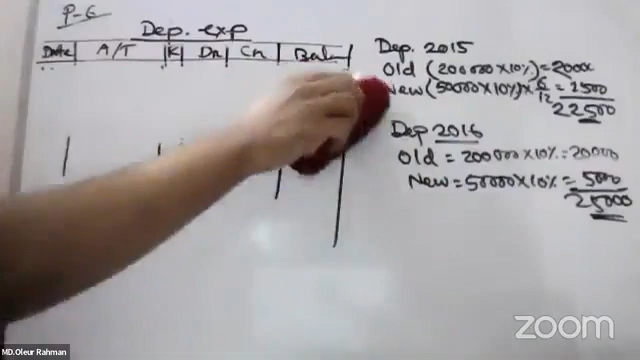 P-6
Dep. exp
Date A/T K Dr Cr Bal
Dep. 2015
Old (200000×10%) = 20000
New (50000×10%)× 6/12 = 2500
22500
Dep 2016
Old = 200000×10% = 20000
New = 50000×10% = 5000
25000
zoom
MD.Oleur Rahman